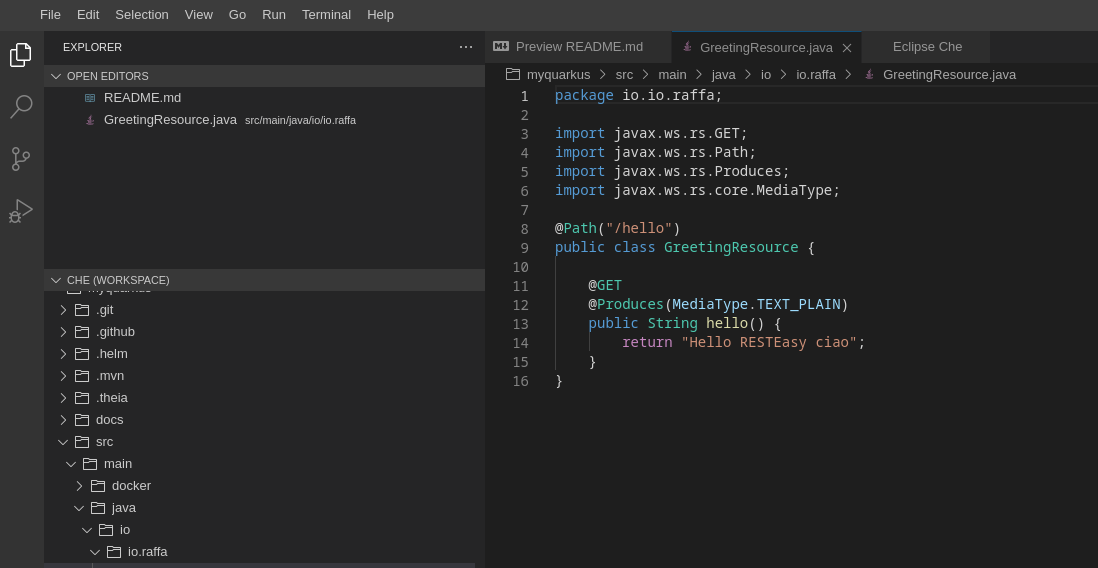 File Edit Selection View Go Run Terminal Help
EXPLORER
OPEN EDITORS
README.md
GreetingResource.java src/main/java/io/io.raffa
CHE (WORKSPACE)
myquarkus
.git
.github
.helm
.mvn
.theia
docs
src
main
docker
java
io
io.raffa
Preview README.md GreetingResource.java Eclipse Che
myquarkus src main java io io.raffa GreetingResource.java
1 package io.io.raffa;
2
3 import javax.ws.rs.GET;
4 import javax.ws.rs.Path;
5 import javax.ws.rs.Produces;
6 import javax.ws.rs.core.MediaType;
7
8 @Path("/hello")
9 public class GreetingResource {
10
11 @GET
12 @Produces(MediaType.TEXT_PLAIN)
13 public String hello() {
14 return "Hello RESTEasy ciao";
15 }
16 }